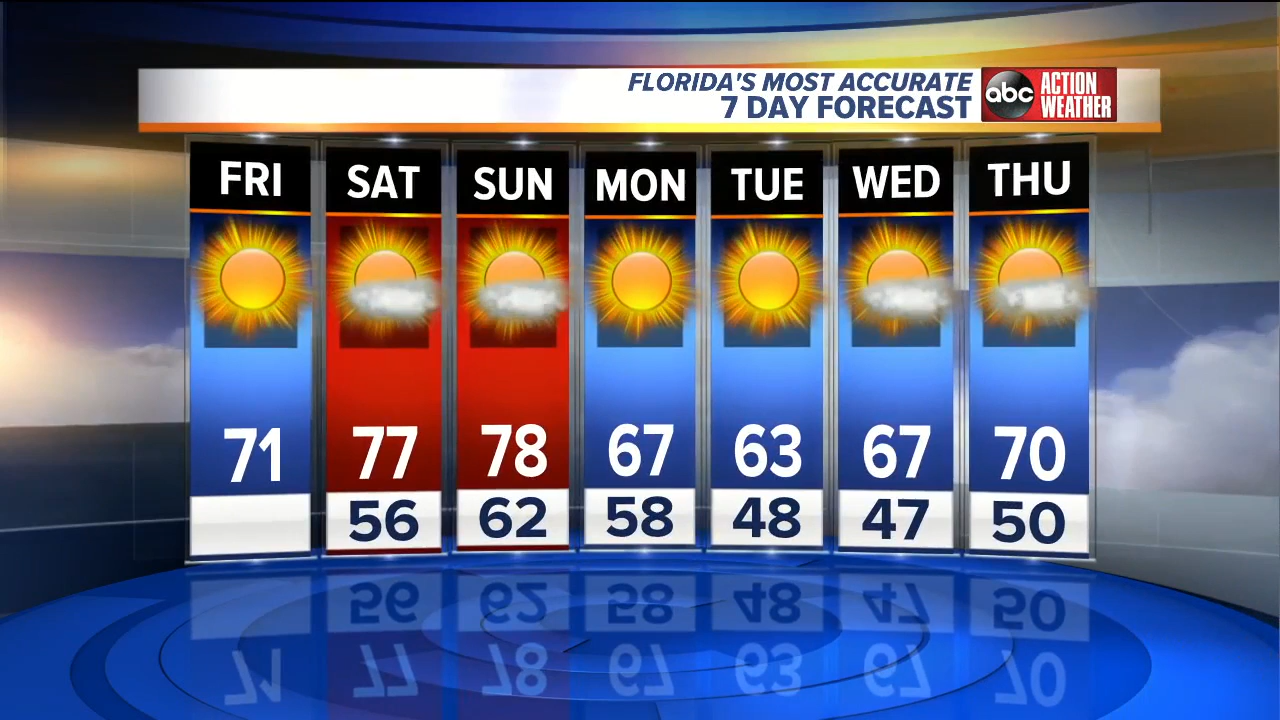 FLORIDA'S MOST ACCURATE
7 DAY FORECAST
abc
ACTION
WEATHER
FRI SAT SUN MON TUE WED THU
71 77 78 67 63 67 70
56 62 58 48 47 50